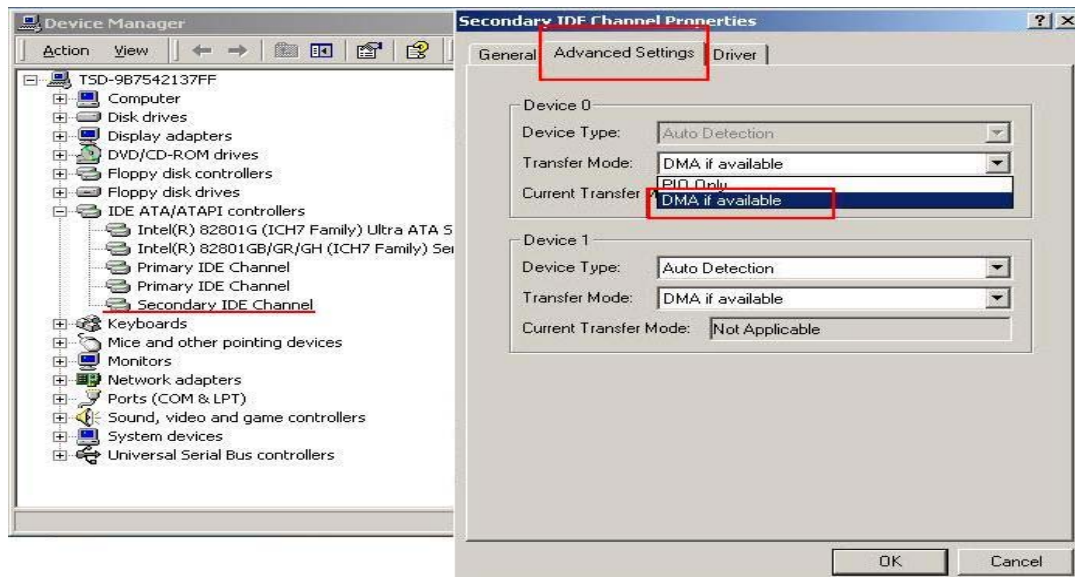 Device Manager
Action View
TSD-9B7542137FF
Computer
Disk drives
Display adapters
DVD/CD-ROM drives
Floppy disk controllers
Floppy disk drives
IDE ATA/ATAPI controllers
Intel(R) 82801G (ICH7 Family) Ultra ATA S
Intel(R) 82801GB/GR/GH (ICH7 Family) Ser
Primary IDE Channel
Primary IDE Channel
Secondary IDE Channel
Keyboards
Mice and other pointing devices
Monitors
Network adapters
Ports (COM & LPT)
Sound, video and game controllers
System devices
Universal Serial Bus controllers
Secondary IDE Channel Properties
General Advanced Settings Driver
Device 0
Device Type: Auto Detection
Transfer Mode: DMA if available
PIO Only
Current Transfer M DMA if available
Device 1
Device Type: Auto Detection
Transfer Mode: DMA if available
Current Transfer Mode: Not Applicable
OK Cancel